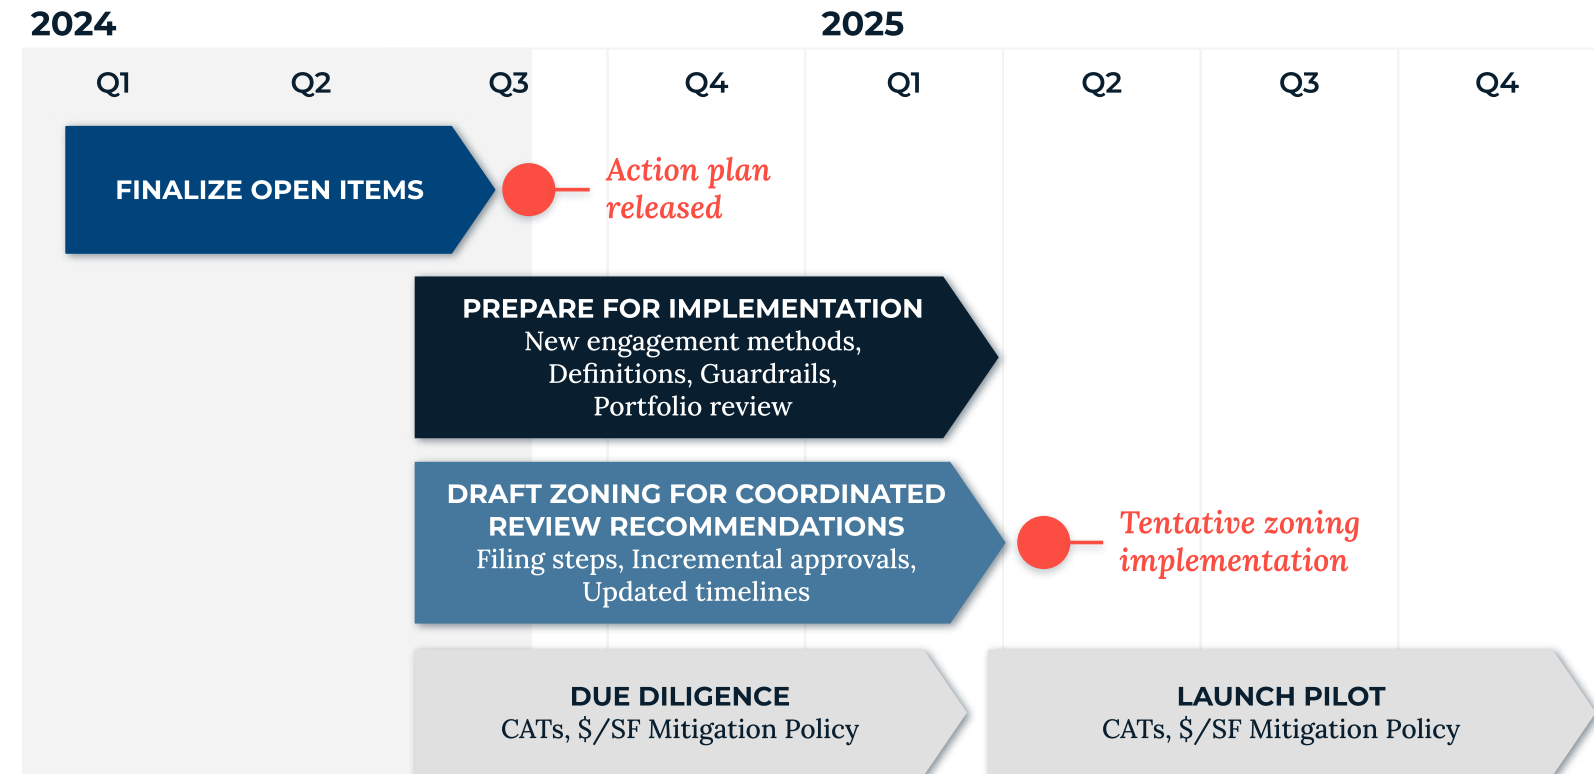 2024
2025
Q1
Q2
Q3
Q4
Q1
Q2
Q3
Q4
FINALIZE OPEN ITEMS
Action plan
released
PREPARE FOR IMPLEMENTATION
New engagement methods,
Definitions, Guardrails,
Portfolio review
DRAFT ZONING FOR COORDINATED
REVIEW RECOMMENDATIONS
Filing steps, Incremental approvals,
Updated timelines
Tentative zoning
implementation
DUE DILIGENCE
CATs, $/SF Mitigation Policy
LAUNCH PILOT
CATs, $/SF Mitigation Policy